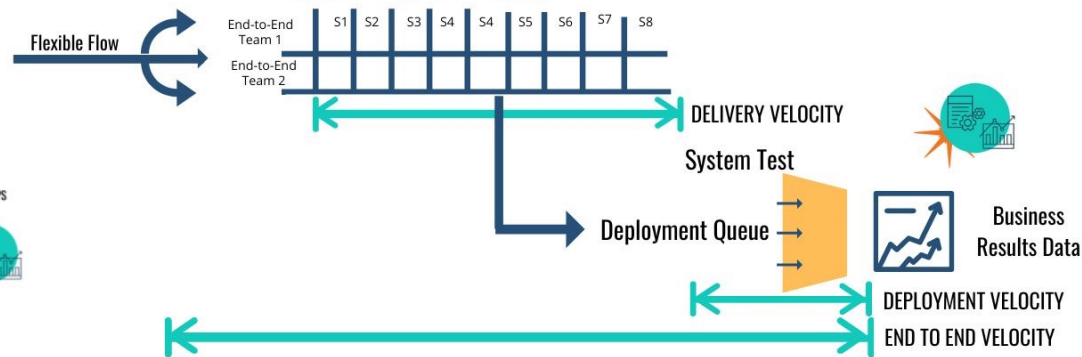 Flexible Flow
End-to-End
Team 1
S1 S2 S3 S4 S4 S5 S6 S7 S8
End-to-End
Team 2
DELIVERY VELOCITY
System Test
Deployment Queue
Business
Results Data
DEPLOYMENT VELOCITY
END TO END VELOCITY